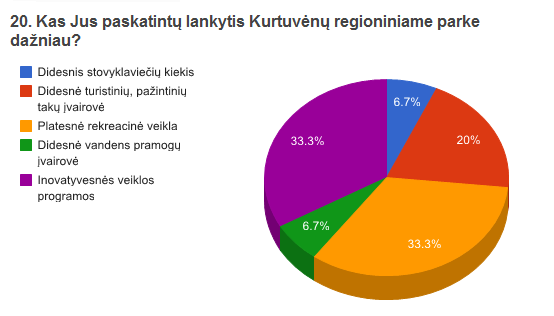 20. Kas Jus paskatintų lankytis Kurtuvėnų regioniniame parke
dažniau?
Didesnis stovyklaviečių kiekis
Didesnė turistinių, pažintinių
takų įvairovė
Platesnė rekreacinė veikla
Didesnė vandens pramogų
įvairovė
Inovatyvesnės veiklos
programos
6.7%
20%
33.3%
6.7%
33.3%